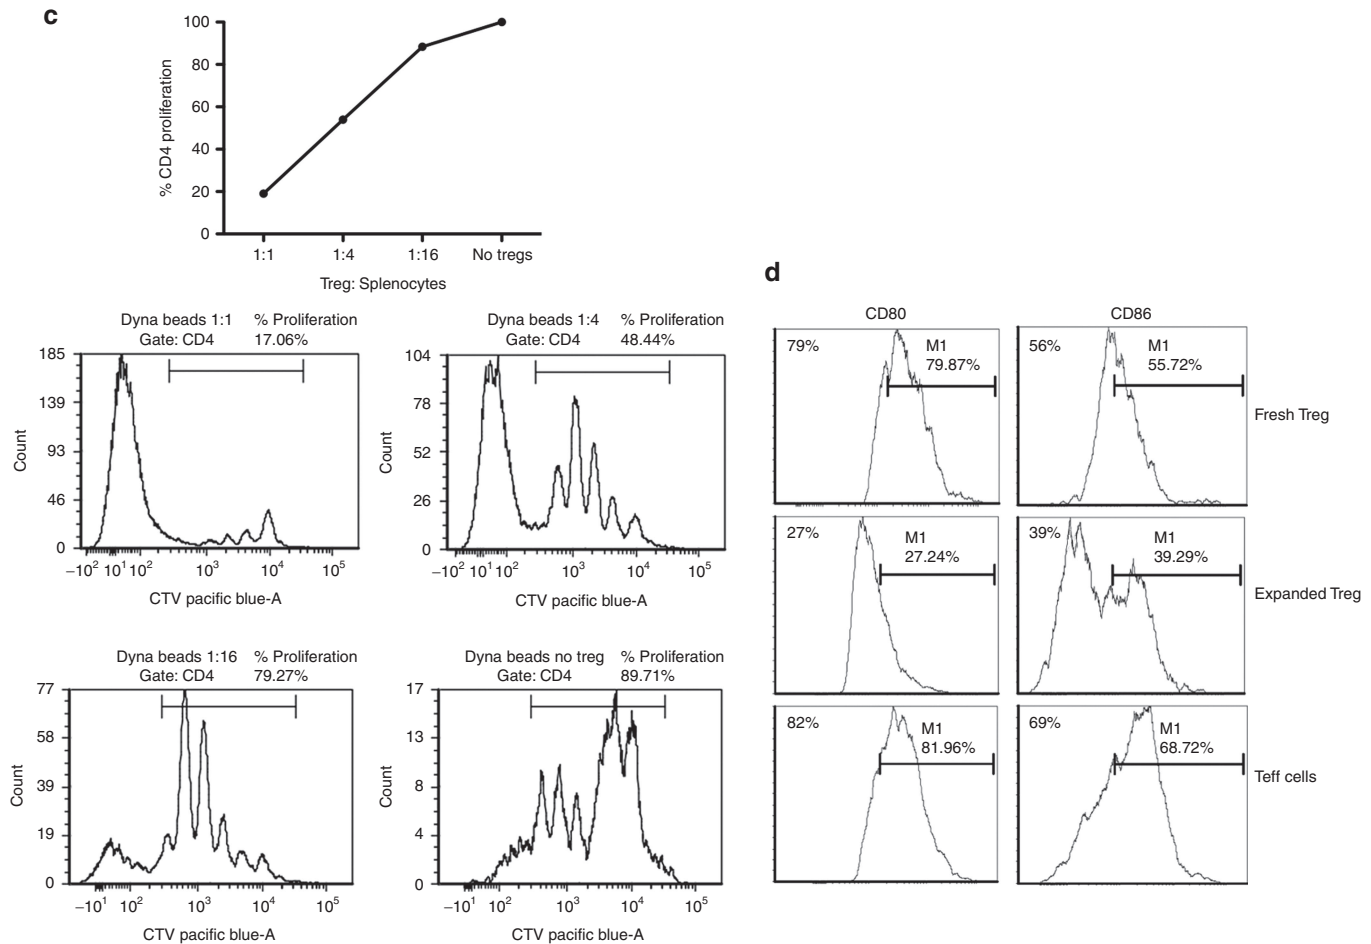 c
100
80
60
40
20
0
% CD4 proliferation
1:1 1:4 1:16 No tregs
Treg: Splenocytes
Dyna beads 1:1 % Proliferation
Gate: CD4 17.06%
185
139
93
46
0
Count
−10² 10¹ 10² 10³ 10⁴ 10⁵
CTV pacific blue-A
Dyna beads 1:4 % Proliferation
Gate: CD4 48.44%
104
78
52
26
0
Count
−10² 10¹ 10² 10³ 10⁴ 10⁵
CTV pacific blue-A
Dyna beads 1:16 % Proliferation
Gate: CD4 79.27%
77
58
39
19
0
Count
−10¹ 10² 10³ 10⁴ 10⁵
CTV pacific blue-A
Dyna beads no treg % Proliferation
Gate: CD4 89.71%
17
13
8
4
0
Count
−10¹ 10² 10³ 10⁴ 10⁵
CTV pacific blue-A
d
CD80 CD86
79% M1
79.87%
56% M1
55.72%
Fresh Treg
27% M1
27.24%
39% M1
39.29%
Expanded Treg
82% M1
81.96%
69% M1
68.72%
Teff cells